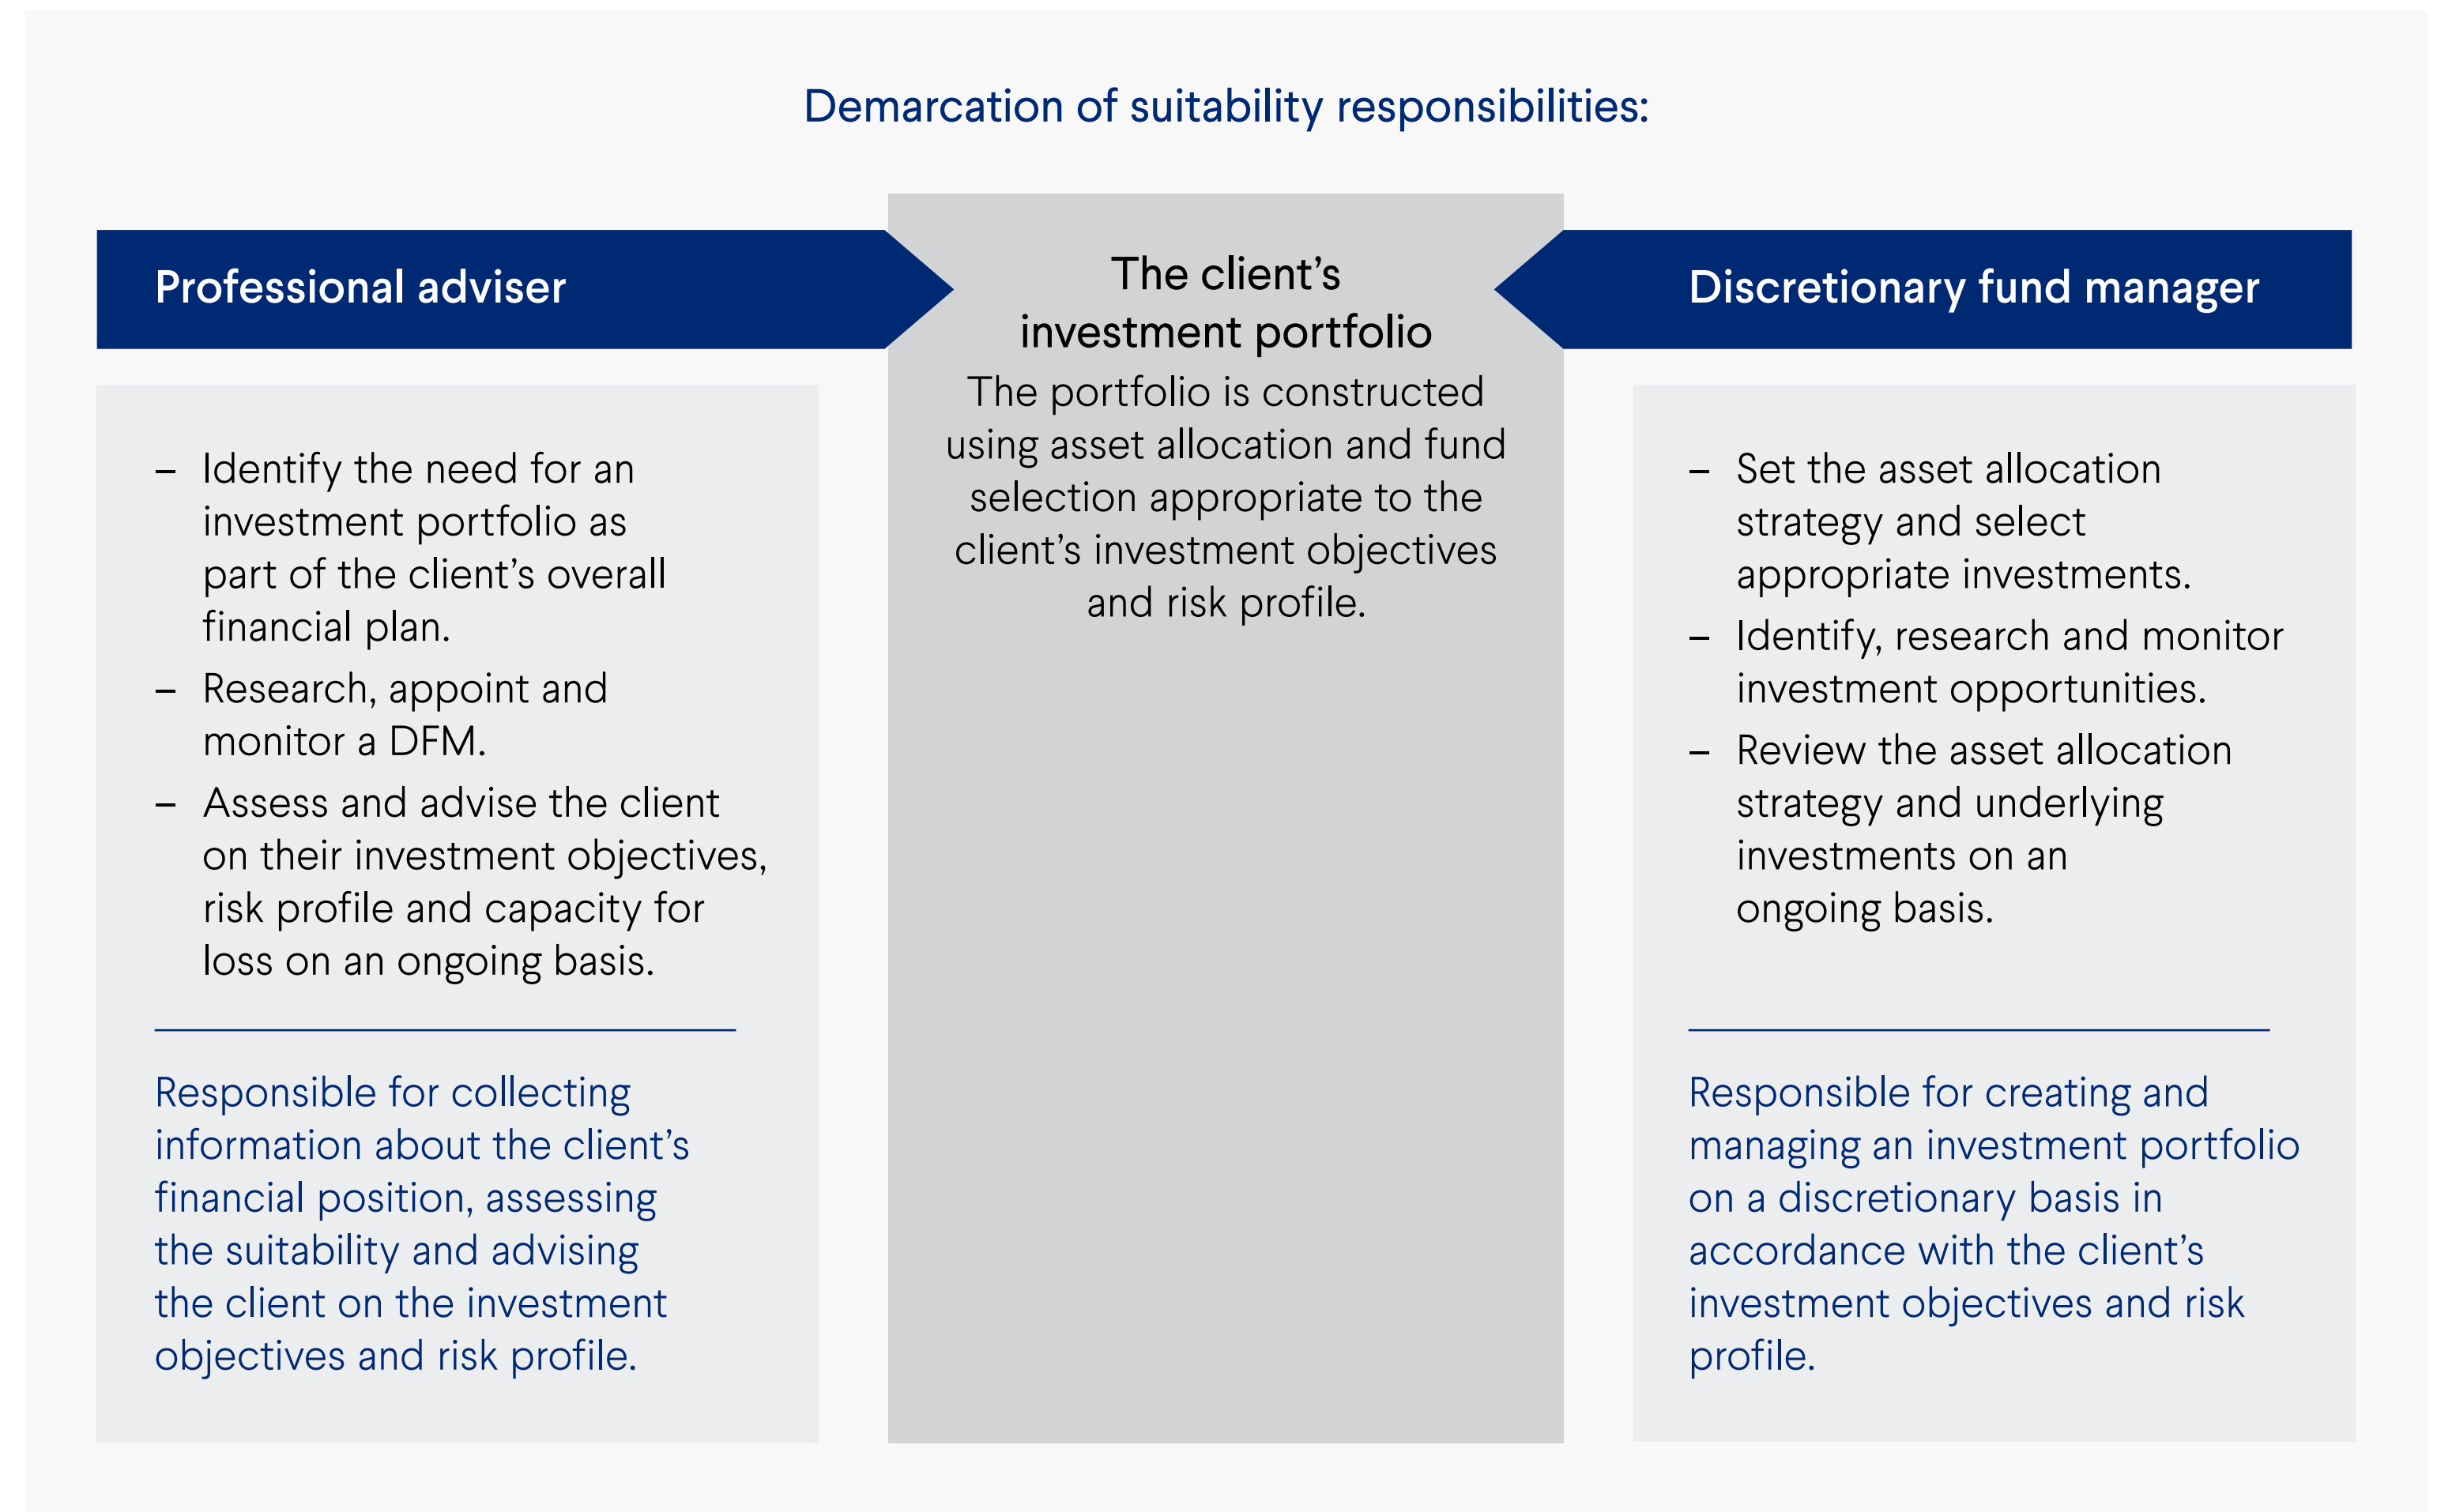 Demarcation of suitability responsibilities:
Professional adviser
– Identify the need for an
investment portfolio as
part of the client’s overall
financial plan.
– Research, appoint and
monitor a DFM.
– Assess and advise the client
on their investment objectives,
risk profile and capacity for
loss on an ongoing basis.
Responsible for collecting
information about the client’s
financial position, assessing
the suitability and advising
the client on the investment
objectives and risk profile.
The client’s
investment portfolio
The portfolio is constructed
using asset allocation and fund
selection appropriate to the
client’s investment objectives
and risk profile.
Discretionary fund manager
– Set the asset allocation
strategy and select
appropriate investments.
– Identify, research and monitor
investment opportunities.
– Review the asset allocation
strategy and underlying
investments on an
ongoing basis.
Responsible for creating and
managing an investment portfolio
on a discretionary basis in
accordance with the client’s
investment objectives and risk
profile.